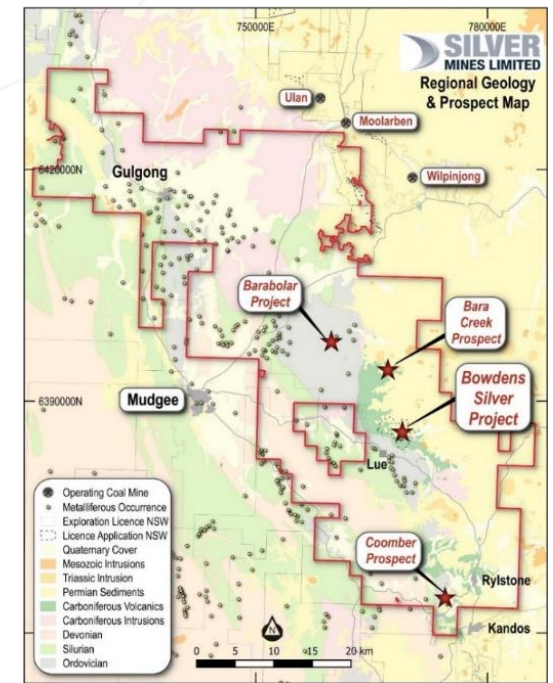 750000E
780000E
SILVER
MINES LIMITED
Regional Geology
& Prospect Map
Ulan
Moolarben
Wilpinjong
6420000N
Gulgong
Barabolar
Project
Bara
Creek
Prospect
Bowdens
Silver
Project
6390000N
Mudgee
Lue
Coomber
Prospect
Rylstone
Kandos
Operating Coal Mine
Metalliferous Occurrence
Exploration Licence NSW
Licence Application NSW
Quaternary Cover
Mesozoic Intrusions
Triassic Intrusion
Permian Sediments
Carboniferous Volcanics
Carboniferous Intrusions
Devonian
Silurian
Ordovician
N
0 5 10 15 20 km